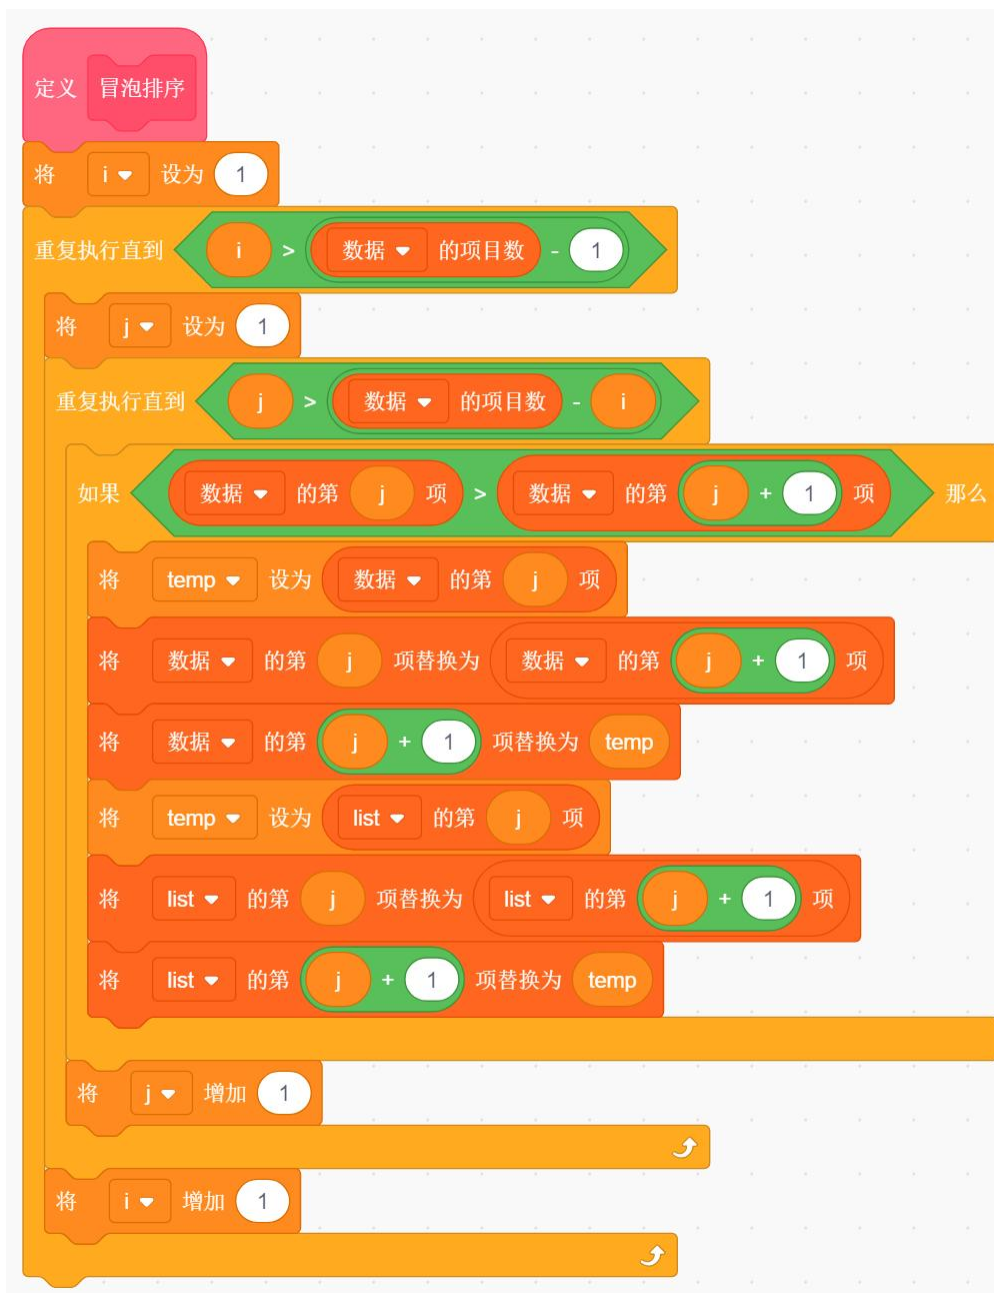 定义 冒泡排序
将 i 设为 1
重复执行直到 i > 数据 的项目数 - 1
将 j 设为 1
重复执行直到 j > 数据 的项目数 - i
如果 数据 的第 j 项 > 数据 的第 j + 1 项 那么
将 temp 设为 数据 的第 j 项
将 数据 的第 j 项替换为 数据 的第 j + 1 项
将 数据 的第 j + 1 项替换为 temp
将 temp 设为 list 的第 j 项
将 list 的第 j 项替换为 list 的第 j + 1 项
将 list 的第 j + 1 项替换为 temp
将 j 增加 1
将 i 增加 1